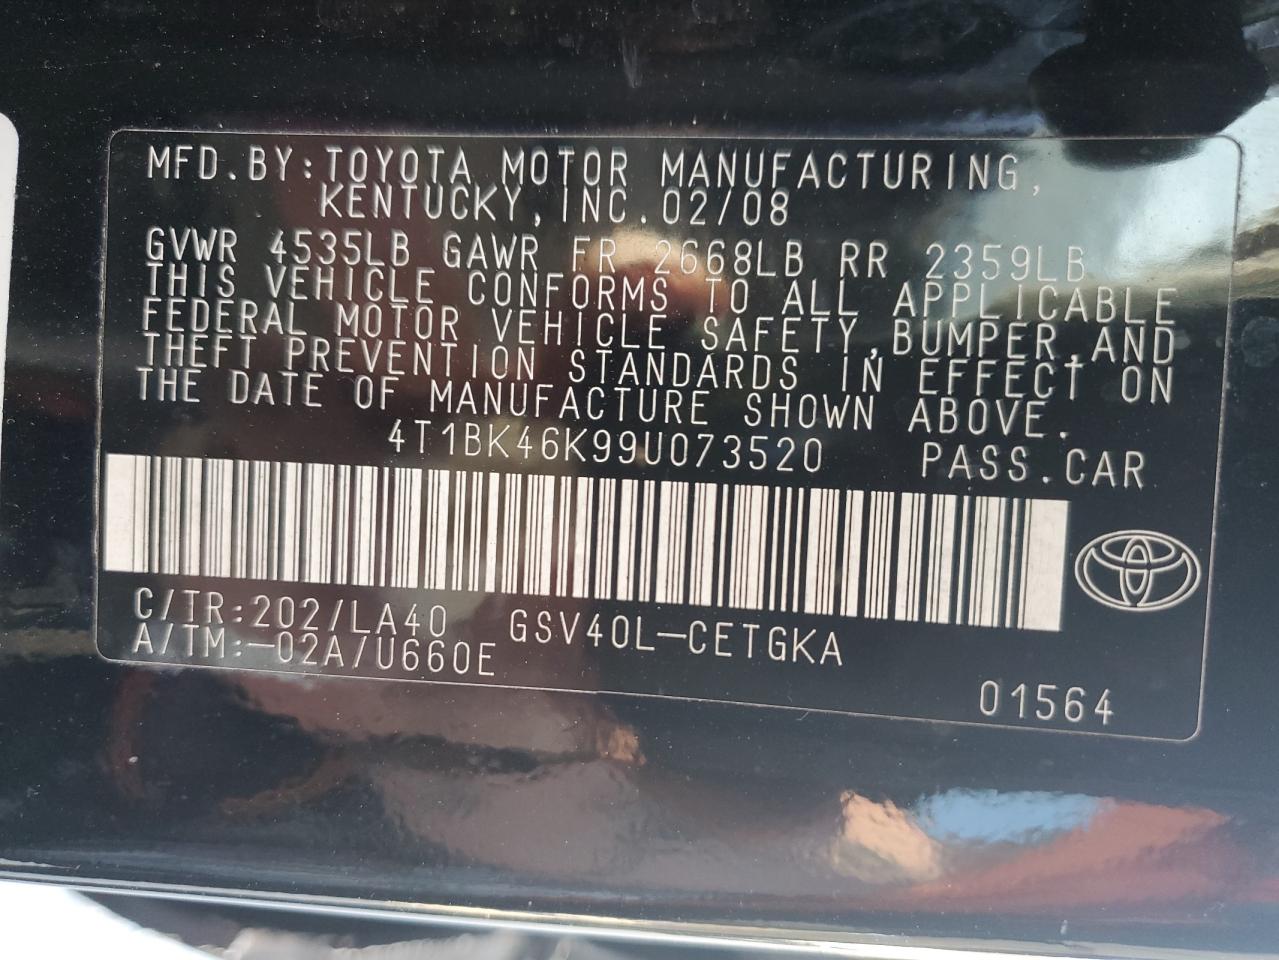 MFD.BY:TOYOTA MOTOR MANUFACTURING,
KENTUCKY,INC.02/08
GVWR 4535LB GAWR FR 2668LB RR 2359LB
THIS VEHICLE CONFORMS TO ALL APPLICABLE
FEDERAL MOTOR VEHICLE SAFETY,BUMPER,AND
THEFT PREVENTION STANDARDS IN EFFECT ON
THE DATE OF MANUFACTURE SHOWN ABOVE.
4T1BK46K99U073520 PASS.CAR
C/TR:202/LA40 GSV40L-CETGKA
A/TM:-02A/U660E
01564